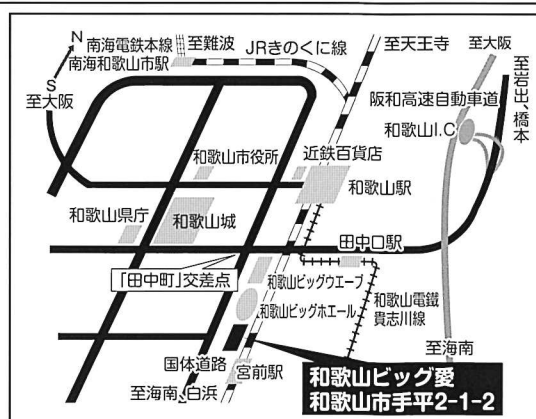 N
S
至大阪
南海電鉄本線
南海和歌山市駅
至難波
JRきのくに線
至天王寺
至大阪
至岩出、橋本
阪和高速自動車道
和歌山I.C
近鉄百貨店
和歌山市役所
和歌山駅
和歌山県庁
和歌山城
田中口駅
「田中町」交差点
和歌山ビッグウエーブ
和歌山ビッグホエール
和歌山電鐵
貴志川線
国体道路
至海南、白浜
宮前駅
至海南
和歌山ビッグ愛
和歌山市手平2-1-2